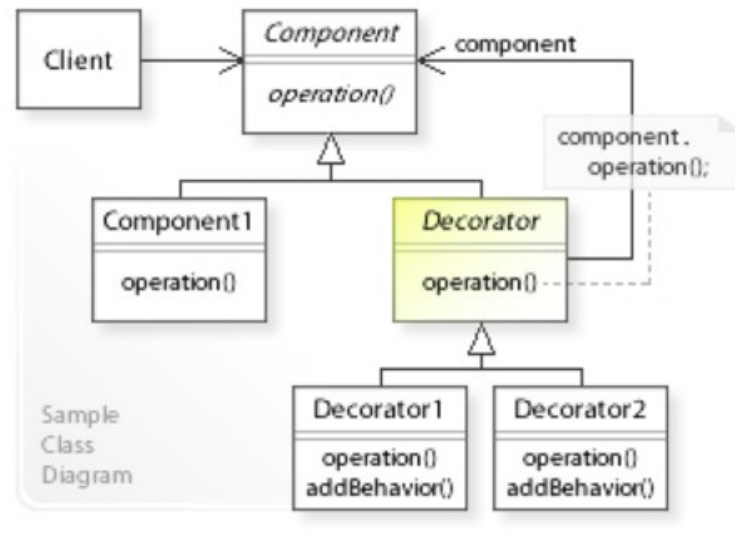 Client
Component
operation()
component
component.
operation();
Component1
operation()
Decorator
operation()
Sample
Class
Diagram
Decorator1
operation()
addBehavior()
Decorator2
operation()
addBehavior()